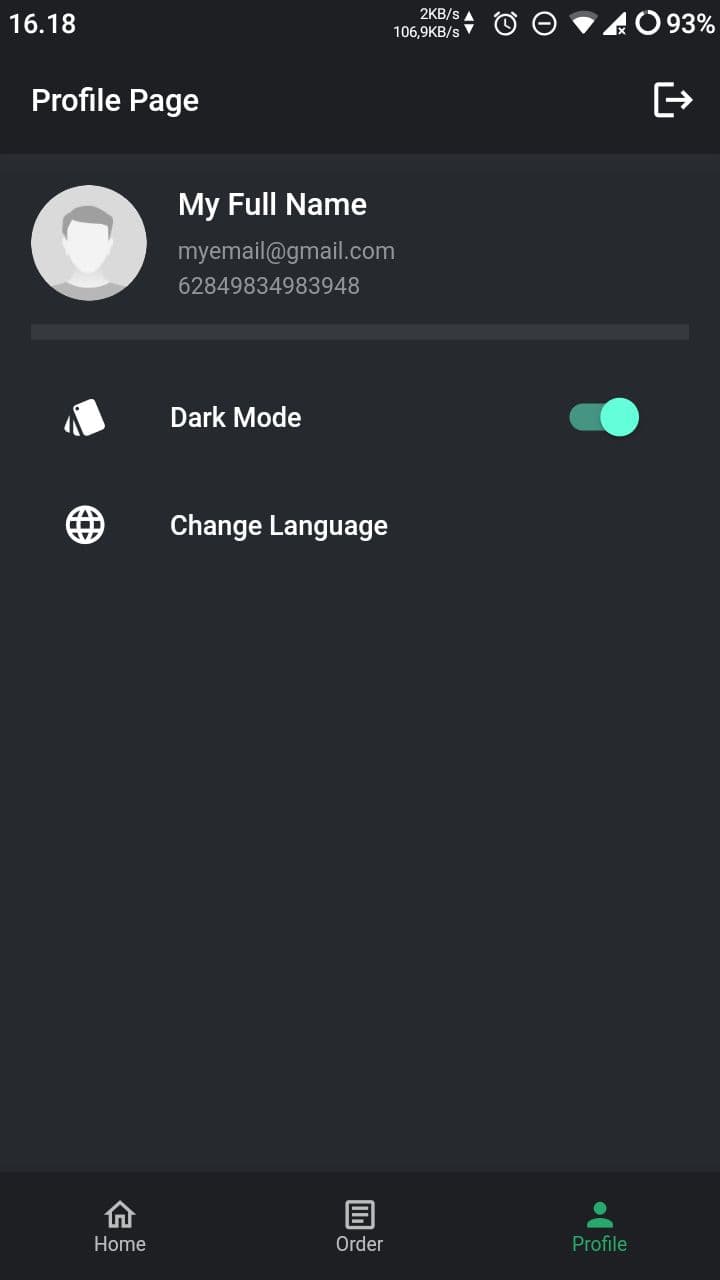 16.18
2KB/s
106,9KB/s
93%
Profile Page
My Full Name
myemail@gmail.com
62849834983948
Dark Mode
Change Language
Home
Order
Profile